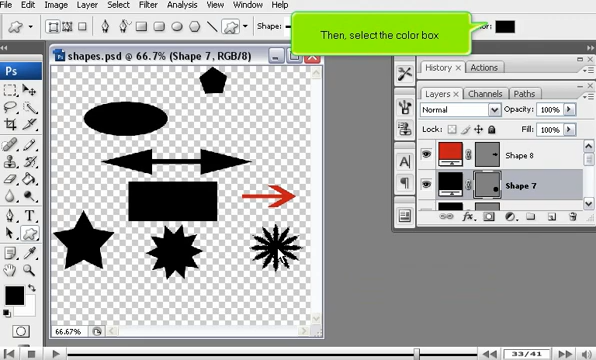 Edit Image Layer Select Filter Analysis View Window Help
Shape:
Then, select the color box
shapes.psd @ 66.7% (Shape 7, RGB/8)
Ps
66.67%
History × Actions
Layers × Channels Paths
Normal Opacity: 100%
Lock: Fill: 100%
Shape 8
Shape 7
fx.
A
T
33/41